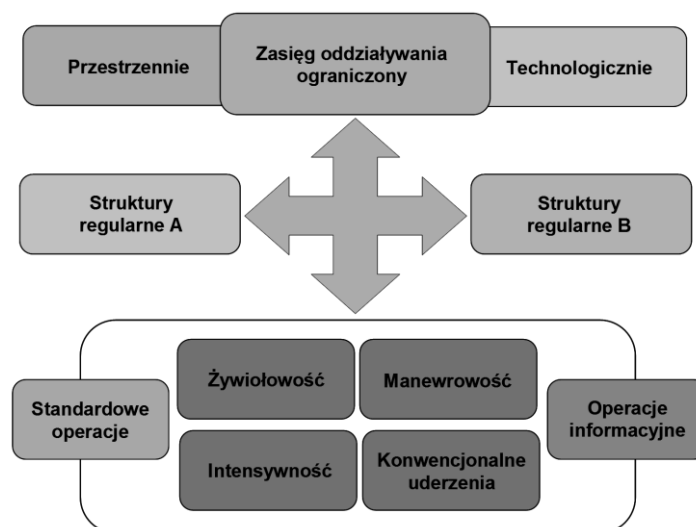 Przestrzennie
Zasięg oddziaływania
ograniczony
Technologicznie
Struktury
regularne A
Struktury
regularne B
Żywiołowość
Manewrowość
Standardowe
operacje
Operacje
informacyjne
Intensywność
Konwencjonalne
uderzenia